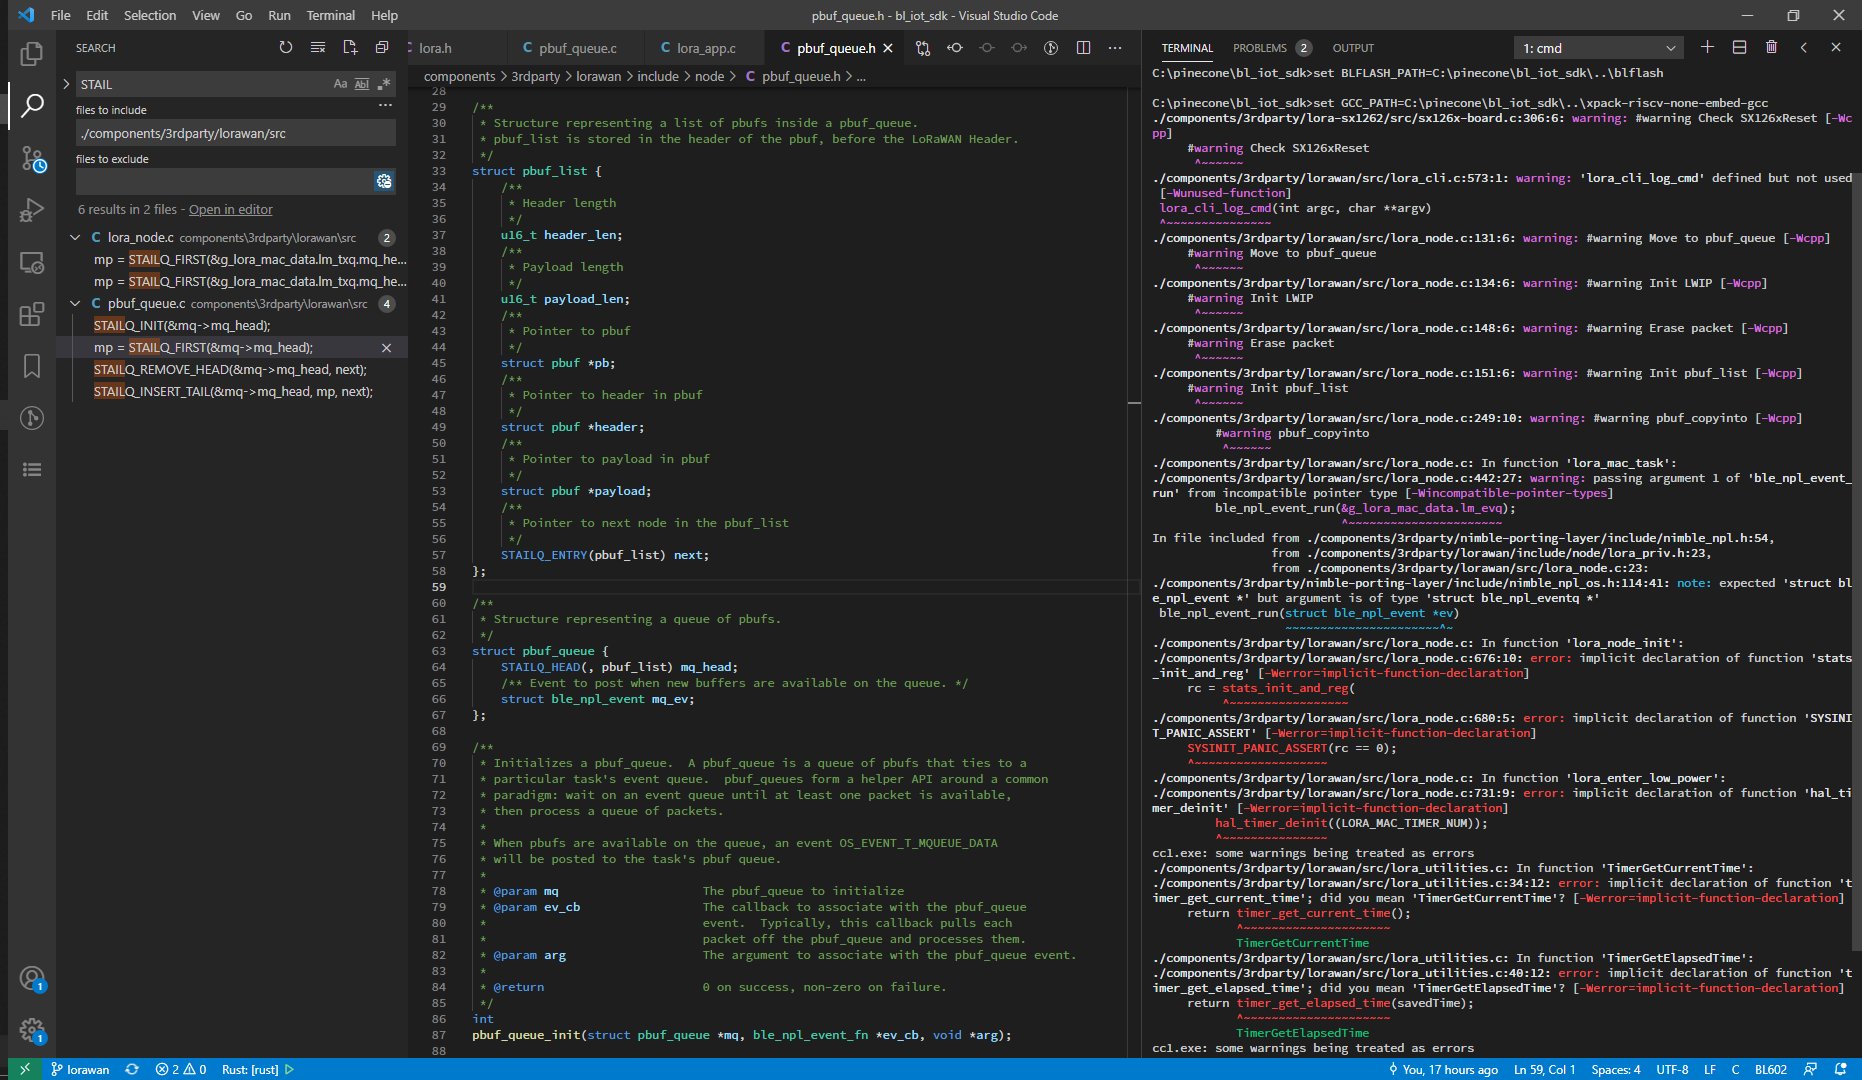 File Edit Selection View Go Run Terminal Help
pbuf_queue.h - bl_iot_sdk - Visual Studio Code
SEARCH
STAIL
Aa Abl .*
files to include
./components/3rdparty/lorawan/src
files to exclude
6 results in 2 files - Open in editor
C lora_node.c components\3rdparty\lorawan\src 2
mp = STAILQ_FIRST(&g_lora_mac_data.lm_txq.mq_he...
mp = STAILQ_FIRST(&g_lora_mac_data.lm_txq.mq_he...
C pbuf_queue.c components\3rdparty\lorawan\src 4
STAILQ_INIT(&mq->mq_head);
mp = STAILQ_FIRST(&mq->mq_head);
STAILQ_REMOVE_HEAD(&mq->mq_head, next);
STAILQ_INSERT_TAIL(&mq->mq_head, mp, next);
1
1
C lora.h C pbuf_queue.c C lora_app.c C pbuf_queue.h
components > 3rdparty > lorawan > include > node > C pbuf_queue.h > ...
28
29 /**
30 * Structure representing a list of pbufs inside a pbuf_queue.
31 * pbuf_list is stored in the header of the pbuf, before the LoRaWAN Header.
32 */
33 struct pbuf_list {
34 /**
35 * Header length
36 */
37 u16_t header_len;
38 /**
39 * Payload length
40 */
41 u16_t payload_len;
42 /**
43 * Pointer to pbuf
44 */
45 struct pbuf *pb;
46 /**
47 * Pointer to header in pbuf
48 */
49 struct pbuf *header;
50 /**
51 * Pointer to payload in pbuf
52 */
53 struct pbuf *payload;
54 /**
55 * Pointer to next node in the pbuf_list
56 */
57 STAILQ_ENTRY(pbuf_list) next;
58 };
59
60 /**
61 * Structure representing a queue of pbufs.
62 */
63 struct pbuf_queue {
64 STAILQ_HEAD(, pbuf_list) mq_head;
65 /** Event to post when new buffers are available on the queue. */
66 struct ble_npl_event mq_ev;
67 };
68
69 /**
70 * Initializes a pbuf_queue.  A pbuf_queue is a queue of pbufs that ties to a
71 * particular task's event queue.  pbuf_queues form a helper API around a common
72 * paradigm: wait on an event queue until at least one packet is available,
73 * then process a queue of packets.
74 *
75 * When pbufs are available on the queue, an event OS_EVENT_T_MQUEUE_DATA
76 * will be posted to the task's pbuf queue.
77 *
78 * @param mq The pbuf_queue to initialize
79 * @param ev_cb The callback to associate with the pbuf_queue
80 * event.  Typically, this callback pulls each
81 * packet off the pbuf_queue and processes them.
82 * @param arg The argument to associate with the pbuf_queue event.
83 *
84 * @return 0 on success, non-zero on failure.
85 */
86 int
87 pbuf_queue_init(struct pbuf_queue *mq, ble_npl_event_fn *ev_cb, void *arg);
88
TERMINAL PROBLEMS 2 OUTPUT 1: cmd
C:\pinecone\bl_iot_sdk>set BLFLASH_PATH=C:\pinecone\bl_iot_sdk\..\blflash
C:\pinecone\bl_iot_sdk>set GCC_PATH=C:\pinecone\bl_iot_sdk\..\xpack-riscv-none-embed-gcc
./components/3rdparty/lora-sx1262/src/sx126x-board.c:306:6: warning: #warning Check SX126xReset [-Wc
pp]
#warning Check SX126xReset
^~~~~~~
./components/3rdparty/lorawan/src/lora_cli.c:573:1: warning: 'lora_cli_log_cmd' defined but not used
[-Wunused-function]
lora_cli_log_cmd(int argc, char **argv)
^~~~~~~~~~~~~~~~
./components/3rdparty/lorawan/src/lora_node.c:131:6: warning: #warning Move to pbuf_queue [-Wcpp]
#warning Move to pbuf_queue
^~~~~~~
./components/3rdparty/lorawan/src/lora_node.c:134:6: warning: #warning Init LWIP [-Wcpp]
#warning Init LWIP
^~~~~~~
./components/3rdparty/lorawan/src/lora_node.c:148:6: warning: #warning Erase packet [-Wcpp]
#warning Erase packet
^~~~~~~
./components/3rdparty/lorawan/src/lora_node.c:151:6: warning: #warning Init pbuf_list [-Wcpp]
#warning Init pbuf_list
^~~~~~~
./components/3rdparty/lorawan/src/lora_node.c:249:10: warning: #warning pbuf_copyinto [-Wcpp]
#warning pbuf_copyinto
^~~~~~~
./components/3rdparty/lorawan/src/lora_node.c: In function 'lora_mac_task':
./components/3rdparty/lorawan/src/lora_node.c:442:27: warning: passing argument 1 of 'ble_npl_event_
run' from incompatible pointer type [-Wincompatible-pointer-types]
ble_npl_event_run(&g_lora_mac_data.lm_evq);
^~~~~~~~~~~~~~~~~~~~~~~
In file included from ./components/3rdparty/nimble-porting-layer/include/nimble_npl.h:54,
from ./components/3rdparty/lorawan/include/node/lora_priv.h:23,
from ./components/3rdparty/lorawan/src/lora_node.c:23:
./components/3rdparty/nimble-porting-layer/include/nimble_npl_os.h:114:41: note: expected 'struct bl
e_npl_event *' but argument is of type 'struct ble_npl_eventq *'
ble_npl_event_run(struct ble_npl_event *ev)
~~~~~~~~~~~~~~~~~~~~~~^~
./components/3rdparty/lorawan/src/lora_node.c: In function 'lora_node_init':
./components/3rdparty/lorawan/src/lora_node.c:676:10: error: implicit declaration of function 'stats
_init_and_reg' [-Werror=implicit-function-declaration]
rc = stats_init_and_reg(
^~~~~~~~~~~~~~~~~~
./components/3rdparty/lorawan/src/lora_node.c:680:5: error: implicit declaration of function 'SYSINI
T_PANIC_ASSERT' [-Werror=implicit-function-declaration]
SYSINIT_PANIC_ASSERT(rc == 0);
^~~~~~~~~~~~~~~~~~~~
./components/3rdparty/lorawan/src/lora_node.c: In function 'lora_enter_low_power':
./components/3rdparty/lorawan/src/lora_node.c:731:9: error: implicit declaration of function 'hal_ti
mer_deinit' [-Werror=implicit-function-declaration]
hal_timer_deinit((LORA_MAC_TIMER_NUM));
^~~~~~~~~~~~~~~~
cc1.exe: some warnings being treated as errors
./components/3rdparty/lorawan/src/lora_utilities.c: In function 'TimerGetCurrentTime':
./components/3rdparty/lorawan/src/lora_utilities.c:34:12: error: implicit declaration of function 't
imer_get_current_time'; did you mean 'TimerGetCurrentTime'? [-Werror=implicit-function-declaration]
return timer_get_current_time();
^~~~~~~~~~~~~~~~~~~~~~
TimerGetCurrentTime
./components/3rdparty/lorawan/src/lora_utilities.c: In function 'TimerGetElapsedTime':
./components/3rdparty/lorawan/src/lora_utilities.c:40:12: error: implicit declaration of function 't
imer_get_elapsed_time'; did you mean 'TimerGetElapsedTime'? [-Werror=implicit-function-declaration]
return timer_get_elapsed_time(savedTime);
^~~~~~~~~~~~~~~~~~~~~~
TimerGetElapsedTime
cc1.exe: some warnings being treated as errors
lorawan 2 0 Rust: [rust] You, 17 hours ago Ln 59, Col 1 Spaces: 4 UTF-8 LF C BL602